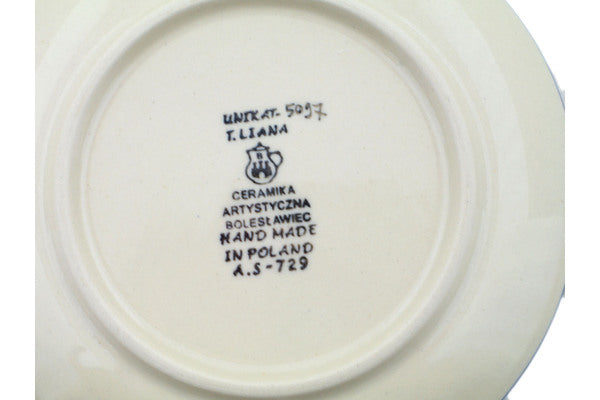 UNIKAT-5097
T.LIANA
B
CERAMIKA
ARTYSTYCZNA
BOLESŁAWIEC
HAND MADE
IN POLAND
A.S-729